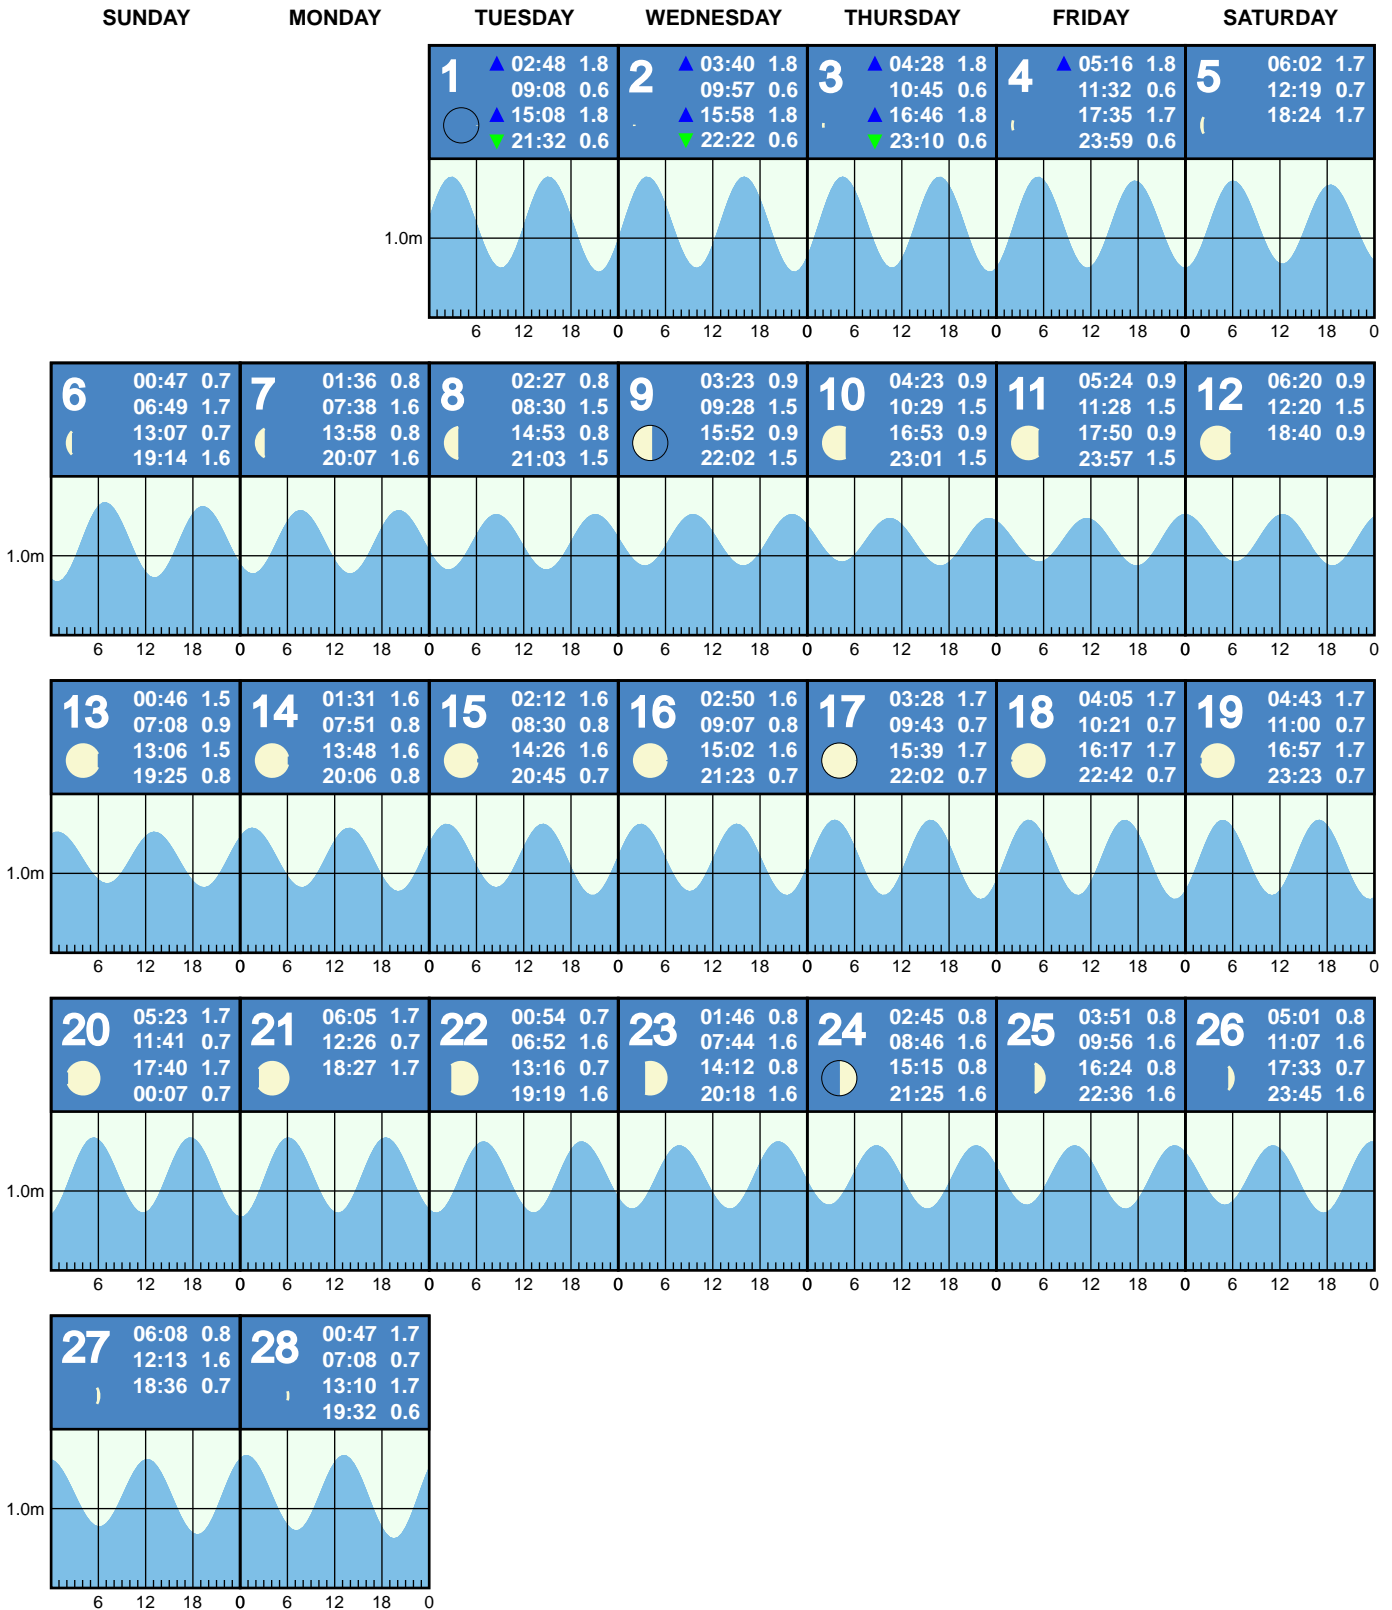 SUNDAY MONDAY TUESDAY WEDNESDAY THURSDAY FRIDAY SATURDAY
1 ▲ 02:48 1.8
09:08 0.6
▲ 15:08 1.8
▼ 21:32 0.6
2 ▲ 03:40 1.8
09:57 0.6
▲ 15:58 1.8
▼ 22:22 0.6
3 ▲ 04:28 1.8
10:45 0.6
▲ 16:46 1.8
▼ 23:10 0.6
4 ▲ 05:16 1.8
11:32 0.6
17:35 1.7
23:59 0.6
5 06:02 1.7
12:19 0.7
18:24 1.7
1.0m
6 12 18 0 6 12 18 0 6 12 18 0 6 12 18 0 6 12 18 0
6 00:47 0.7
06:49 1.7
13:07 0.7
19:14 1.6
7 01:36 0.8
07:38 1.6
13:58 0.8
20:07 1.6
8 02:27 0.8
08:30 1.5
14:53 0.8
21:03 1.5
9 03:23 0.9
09:28 1.5
15:52 0.9
22:02 1.5
10 04:23 0.9
10:29 1.5
16:53 0.9
23:01 1.5
11 05:24 0.9
11:28 1.5
17:50 0.9
23:57 1.5
12 06:20 0.9
12:20 1.5
18:40 0.9
1.0m
6 12 18 0 6 12 18 0 6 12 18 0 6 12 18 0 6 12 18 0 6 12 18 0 6 12 18 0
13 00:46 1.5
07:08 0.9
13:06 1.5
19:25 0.8
14 01:31 1.6
07:51 0.8
13:48 1.6
20:06 0.8
15 02:12 1.6
08:30 0.8
14:26 1.6
20:45 0.7
16 02:50 1.6
09:07 0.8
15:02 1.6
21:23 0.7
17 03:28 1.7
09:43 0.7
15:39 1.7
22:02 0.7
18 04:05 1.7
10:21 0.7
16:17 1.7
22:42 0.7
19 04:43 1.7
11:00 0.7
16:57 1.7
23:23 0.7
1.0m
6 12 18 0 6 12 18 0 6 12 18 0 6 12 18 0 6 12 18 0 6 12 18 0 6 12 18 0
20 05:23 1.7
11:41 0.7
17:40 1.7
00:07 0.7
21 06:05 1.7
12:26 0.7
18:27 1.7
22 00:54 0.7
06:52 1.6
13:16 0.7
19:19 1.6
23 01:46 0.8
07:44 1.6
14:12 0.8
20:18 1.6
24 02:45 0.8
08:46 1.6
15:15 0.8
21:25 1.6
25 03:51 0.8
09:56 1.6
16:24 0.8
22:36 1.6
26 05:01 0.8
11:07 1.6
17:33 0.7
23:45 1.6
1.0m
6 12 18 0 6 12 18 0 6 12 18 0 6 12 18 0 6 12 18 0 6 12 18 0 6 12 18 0
27 06:08 0.8
12:13 1.6
18:36 0.7
28 00:47 1.7
07:08 0.7
13:10 1.7
19:32 0.6
1.0m
6 12 18 0 6 12 18 0